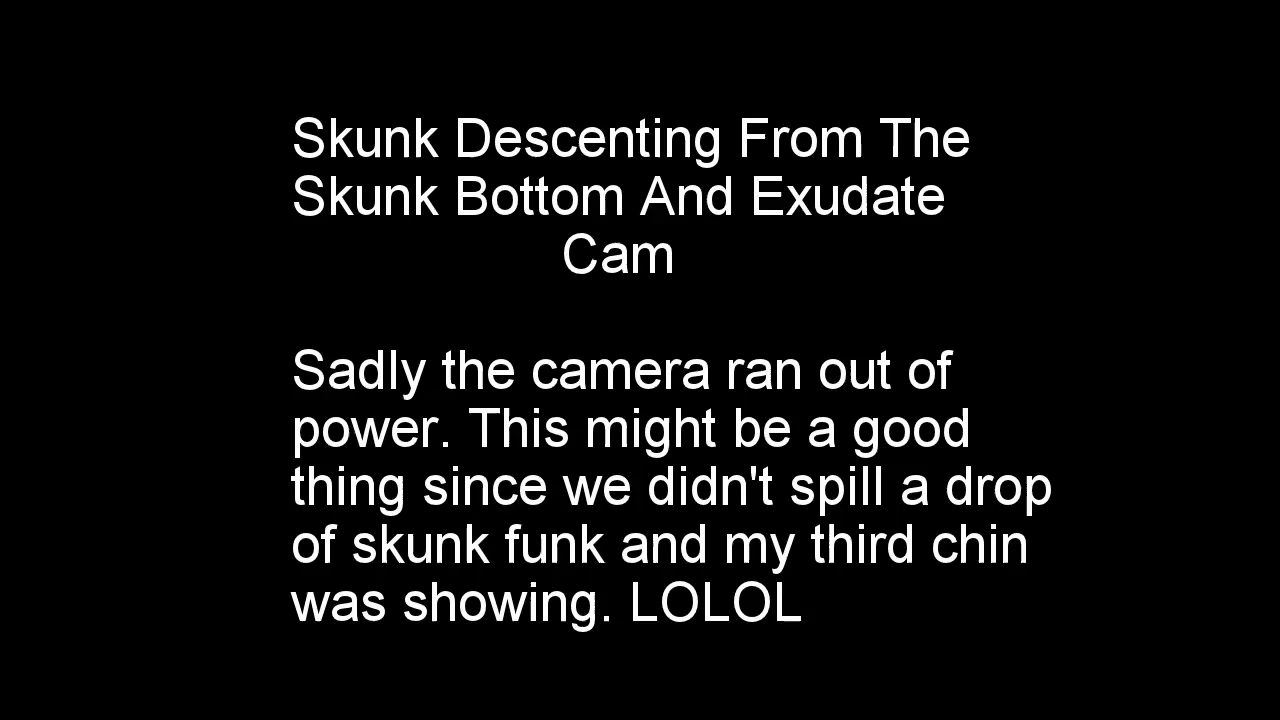 Skunk Descenting From The
Skunk Bottom And Exudate
Cam
Sadly the camera ran out of
power. This might be a good
thing since we didn't spill a drop
of skunk funk and my third chin
was showing. LOLOL